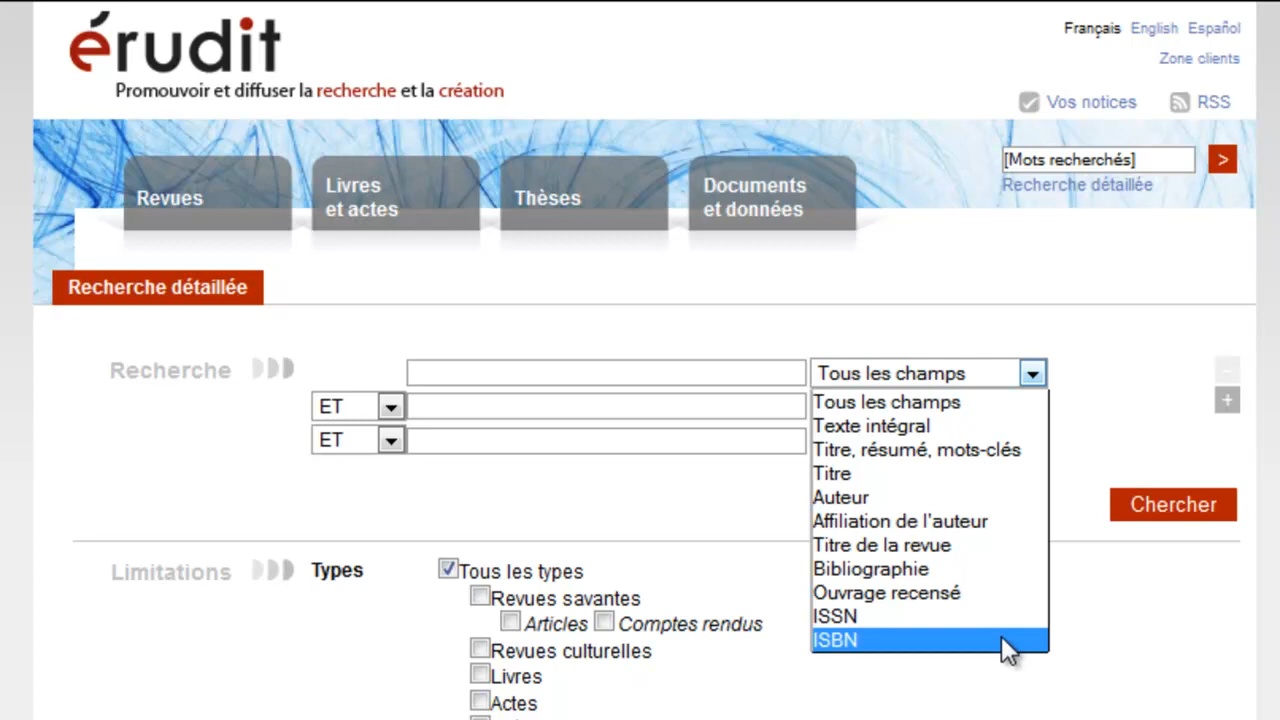 érudit
Promouvoir et diffuser la recherche et la création
Français English Español
Zone clients
Vos notices RSS
[Mots recherchés] >
Recherche détaillée
Revues
Livres
et actes
Thèses
Documents
et données
Recherche détaillée
Recherche
Tous les champs
-
+
ET
ET
Tous les champs
Texte intégral
Titre, résumé, mots-clés
Titre
Auteur
Affiliation de l'auteur
Titre de la revue
Bibliographie
Ouvrage recensé
ISSN
ISBN
Chercher
Limitations
Types
Tous les types
Revues savantes
Articles Comptes rendus
Revues culturelles
Livres
Actes